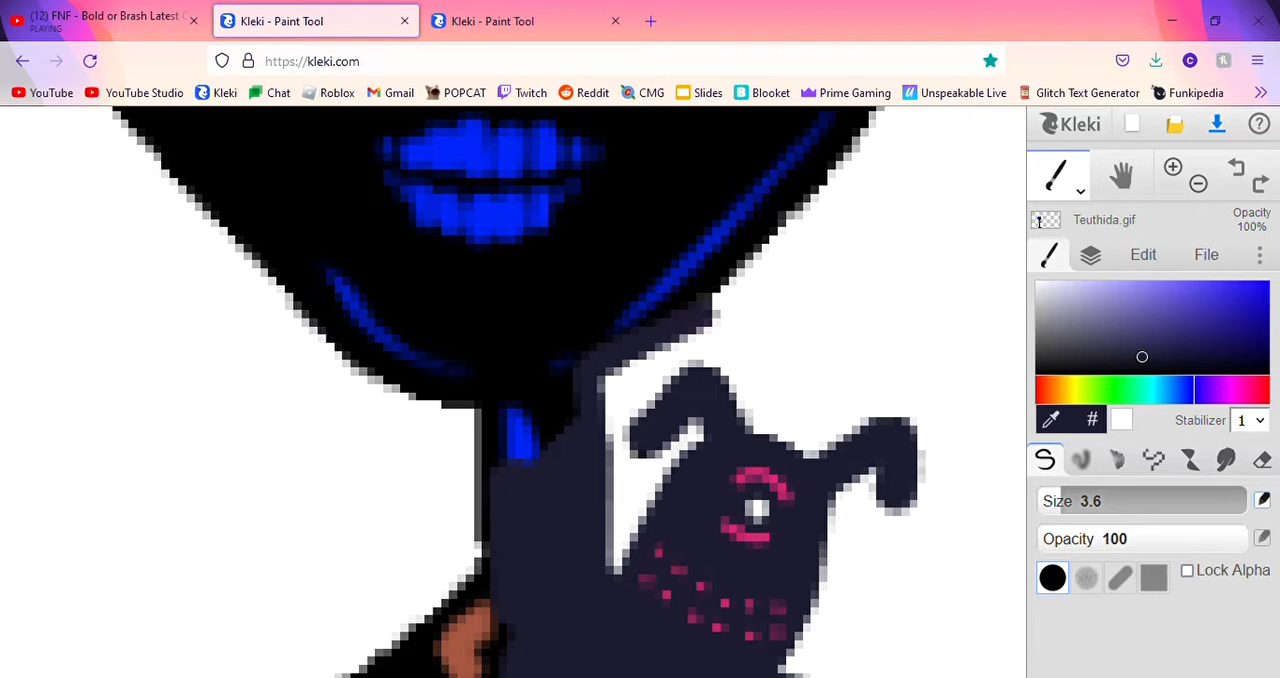 (12) FNF - Bold or Brash Latest
PLAYING
Kleki - Paint Tool
Kleki - Paint Tool
https://kleki.com
YouTube YouTube Studio Kleki Chat Roblox Gmail POPCAT Twitch Reddit CMG Slides Blooket Prime Gaming Unspeakable Live Glitch Text Generator Funkipedia
Kleki
Teuthida.gif
Opacity
100%
Edit File
# Stabilizer 1
Size 3.6
Opacity 100
Lock Alpha